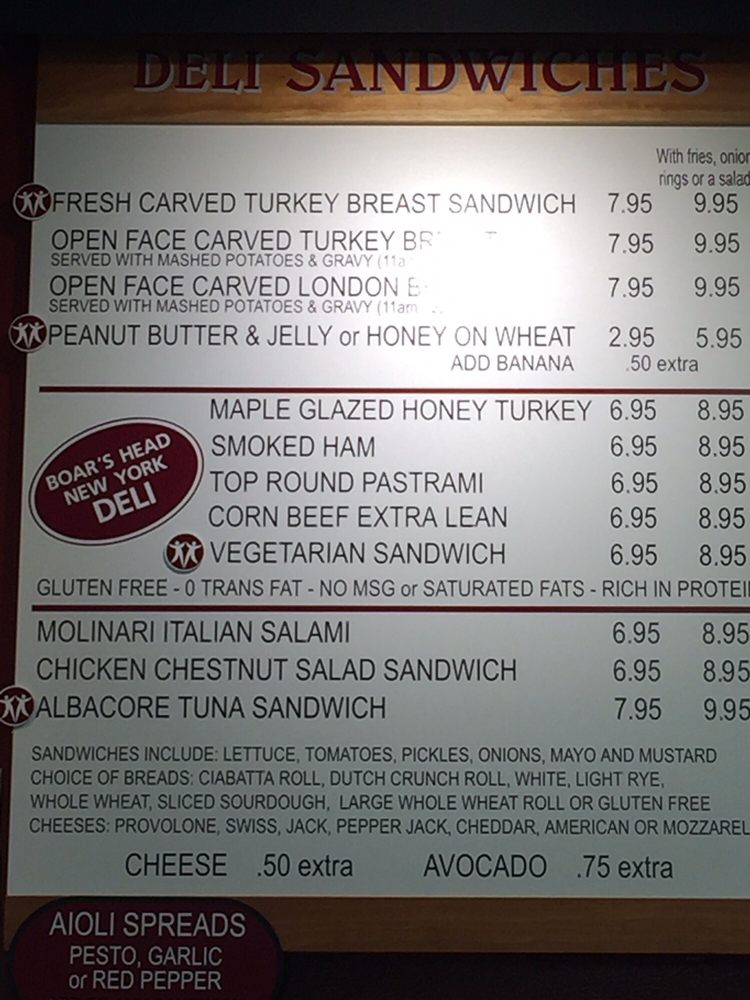 DELI SANDWICHES
With fries, onion
rings or a salad
FRESH CARVED TURKEY BREAST SANDWICH 7.95 9.95
OPEN FACE CARVED TURKEY 7.95 9.95
SERVED WITH MASHED POTATOES & GRAVY
OPEN FACE CARVED LONDON 7.95 9.95
SERVED WITH MASHED POTATOES & GRAVY (11am
PEANUT BUTTER & JELLY or HONEY ON WHEAT 2.95 5.95
ADD BANANA .50 extra
BOAR'S HEAD
NEW YORK
DELI
MAPLE GLAZED HONEY TURKEY 6.95 8.95
SMOKED HAM 6.95 8.95
TOP ROUND PASTRAMI 6.95 8.95
CORN BEEF EXTRA LEAN 6.95 8.95
VEGETARIAN SANDWICH 6.95 8.95
GLUTEN FREE - 0 TRANS FAT - NO MSG or SATURATED FATS - RICH IN PROTEI
MOLINARI ITALIAN SALAMI 6.95 8.95
CHICKEN CHESTNUT SALAD SANDWICH 6.95 8.95
ALBACORE TUNA SANDWICH 7.95 9.95
SANDWICHES INCLUDE: LETTUCE, TOMATOES, PICKLES, ONIONS, MAYO AND MUSTARD
CHOICE OF BREADS: CIABATTA ROLL, DUTCH CRUNCH ROLL, WHITE, LIGHT RYE,
WHOLE WHEAT, SLICED SOURDOUGH, LARGE WHOLE WHEAT ROLL OR GLUTEN FREE
CHEESES: PROVOLONE, SWISS, JACK, PEPPER JACK, CHEDDAR, AMERICAN OR MOZZAREL
CHEESE .50 extra AVOCADO .75 extra
AIOLI SPREADS
PESTO, GARLIC
or RED PEPPER